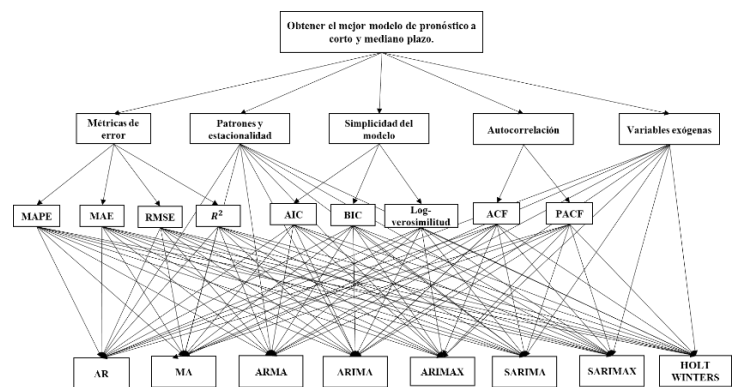 Obtener el mejor modelo de pronóstico a
corto y mediano plazo.
Métricas de
error
Patrones y
estacionalidad
Simplicidad del
modelo
Autocorrelación
Variables exógenas
MAPE
MAE
RMSE
R²
AIC
BIC
Log-
verosimilitud
ACF
PACF
AR
MA
ARMA
ARIMA
ARIMAX
SARIMA
SARIMAX
HOLT
WINTERS